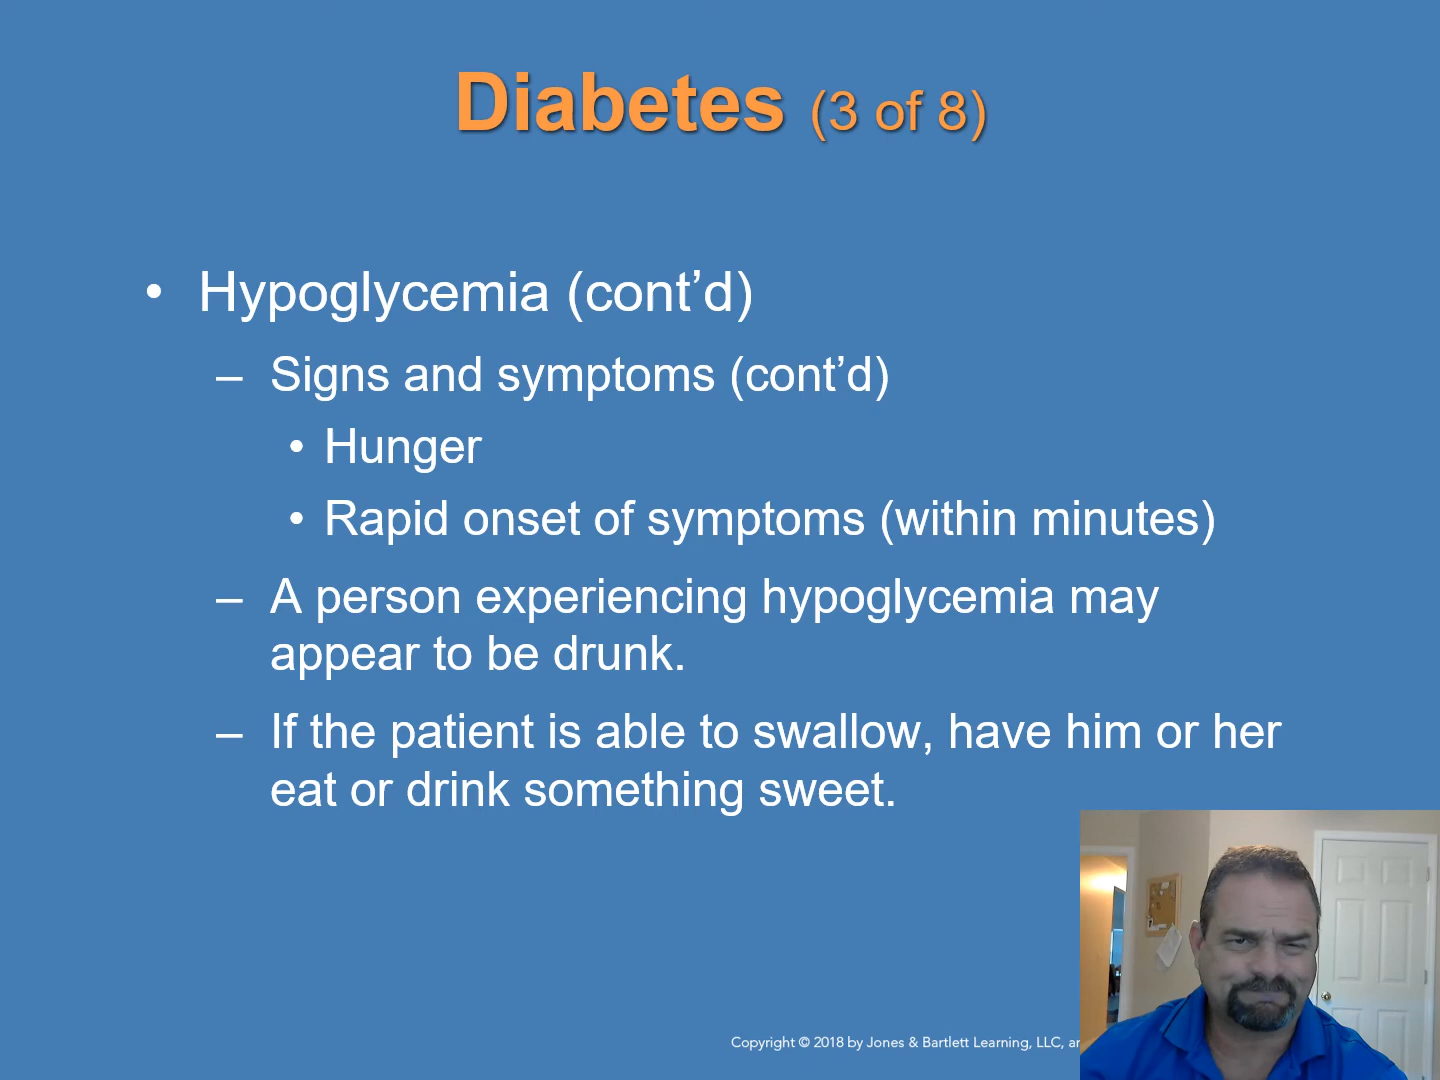 Diabetes (3 of 8)
• Hypoglycemia (cont’d)
– Signs and symptoms (cont’d)
• Hunger
• Rapid onset of symptoms (within minutes)
– A person experiencing hypoglycemia may
appear to be drunk.
– If the patient is able to swallow, have him or her
eat or drink something sweet.
Copyright © 2018 by Jones & Bartlett Learning, LLC,